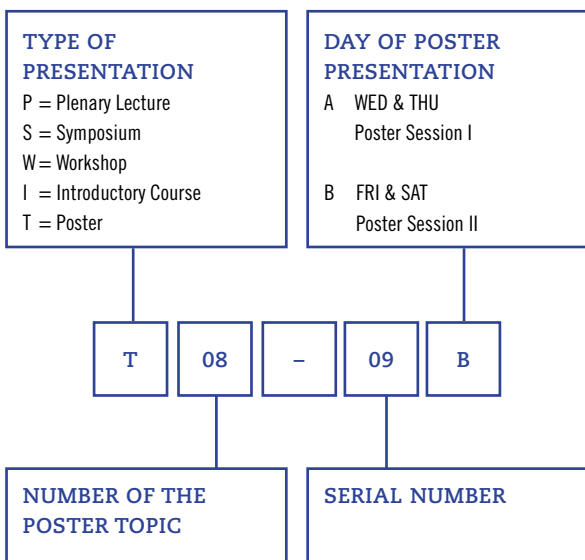 TYPE OF
PRESENTATION
P = Plenary Lecture
S = Symposium
W = Workshop
I = Introductory Course
T = Poster
DAY OF POSTER
PRESENTATION
A WED & THU
Poster Session I
B FRI & SAT
Poster Session II
T 08 – 09 B
NUMBER OF THE
POSTER TOPIC
SERIAL NUMBER